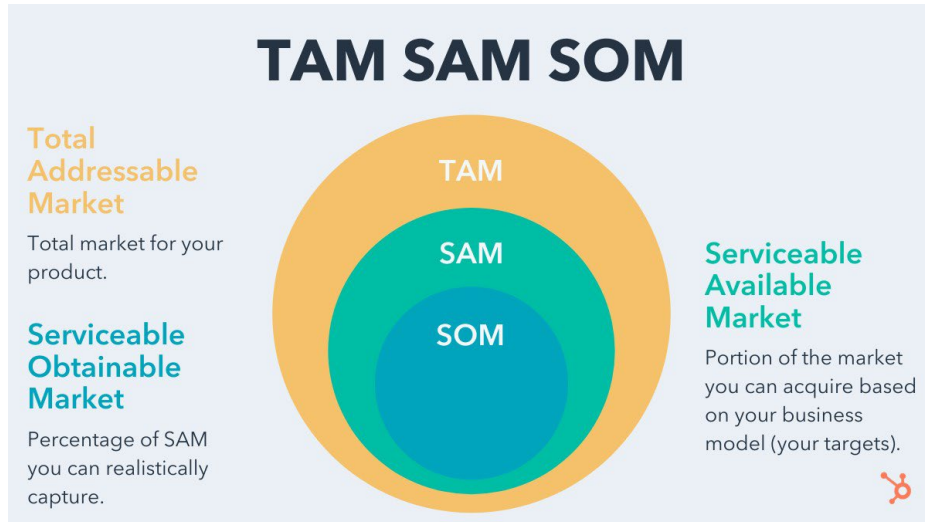 TAM SAM SOM
Total
Addressable
Market
Total market for your
product.
Serviceable
Obtainable
Market
Percentage of SAM
you can realistically
capture.
TAM
SAM
SOM
Serviceable
Available
Market
Portion of the market
you can acquire based
on your business
model (your targets).